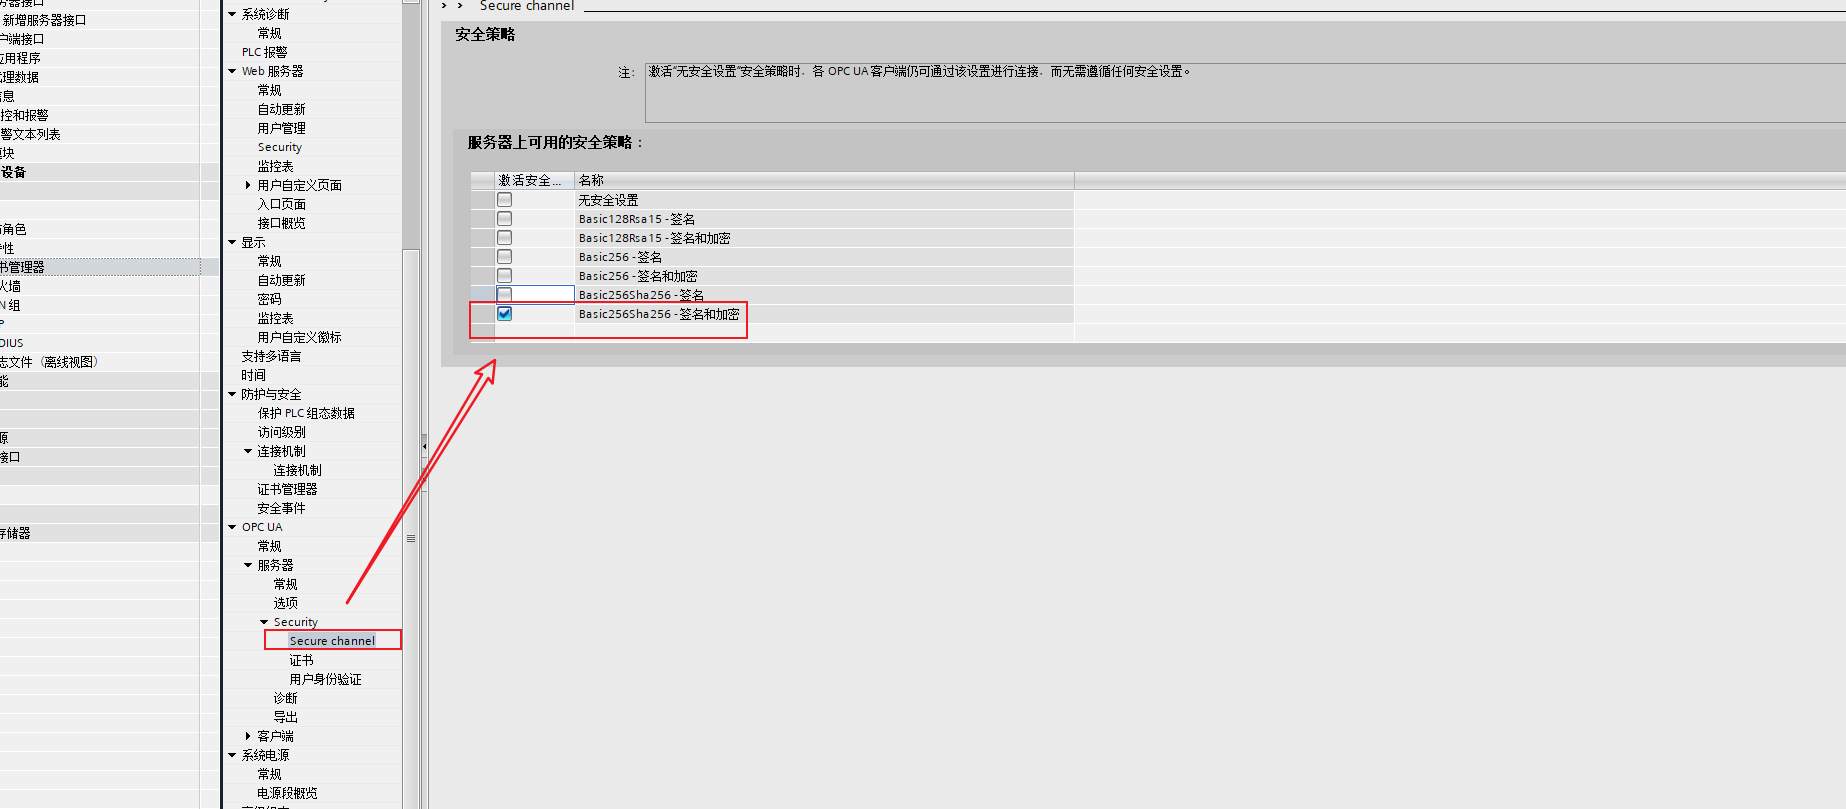 新增服务器接口
户端接口
应用程序
代理数据
信息
控和报警
警文本列表
模块
设备
角色
特性
书管理器
火墙
N 组
P
DIUS
志文件（离线视图）
能
源
接口
存储器
系统诊断
常规
PLC 报警
Web 服务器
常规
自动更新
用户管理
Security
监控表
用户自定义页面
入口页面
接口概览
显示
常规
自动更新
密码
监控表
用户自定义徽标
支持多语言
时间
防护与安全
保护 PLC 组态数据
访问级别
连接机制
连接机制
证书管理器
安全事件
OPC UA
常规
服务器
常规
选项
Security
Secure channel
证书
用户身份验证
诊断
导出
客户端
系统电源
常规
电源段概览
Secure channel
安全策略
注: 激活“无安全设置”安全策略时，各 OPC UA 客户端仍可通过该设置进行连接，而无需遵循任何安全设置。
服务器上可用的安全策略：
激活安全... 名称
无安全设置
Basic128Rsa15 - 签名
Basic128Rsa15 - 签名和加密
Basic256 - 签名
Basic256 - 签名和加密
Basic256Sha256 - 签名
Basic256Sha256 - 签名和加密